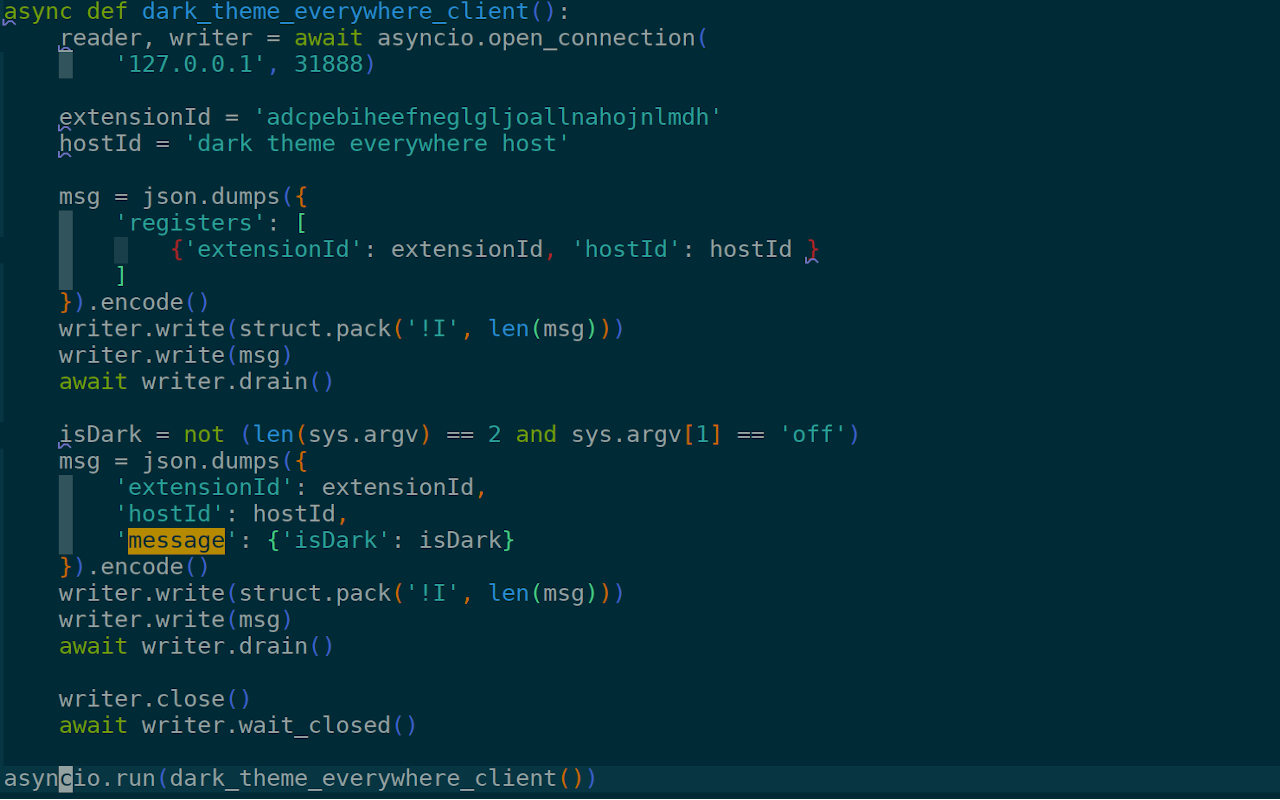 async def dark_theme_everywhere_client():
    reader, writer = await asyncio.open_connection(
        '127.0.0.1', 31888)

    extensionId = 'adcpebiheefneglgljoallnahojnlmdh'
    hostId = 'dark theme everywhere host'

    msg = json.dumps({
        'registers': [
            {'extensionId': extensionId, 'hostId': hostId }
        ]
    }).encode()
    writer.write(struct.pack('!I', len(msg)))
    writer.write(msg)
    await writer.drain()

    isDark = not (len(sys.argv) == 2 and sys.argv[1] == 'off')
    msg = json.dumps({
        'extensionId': extensionId,
        'hostId': hostId,
        'message': {'isDark': isDark}
    }).encode()
    writer.write(struct.pack('!I', len(msg)))
    writer.write(msg)
    await writer.drain()

    writer.close()
    await writer.wait_closed()

asyncio.run(dark_theme_everywhere_client())